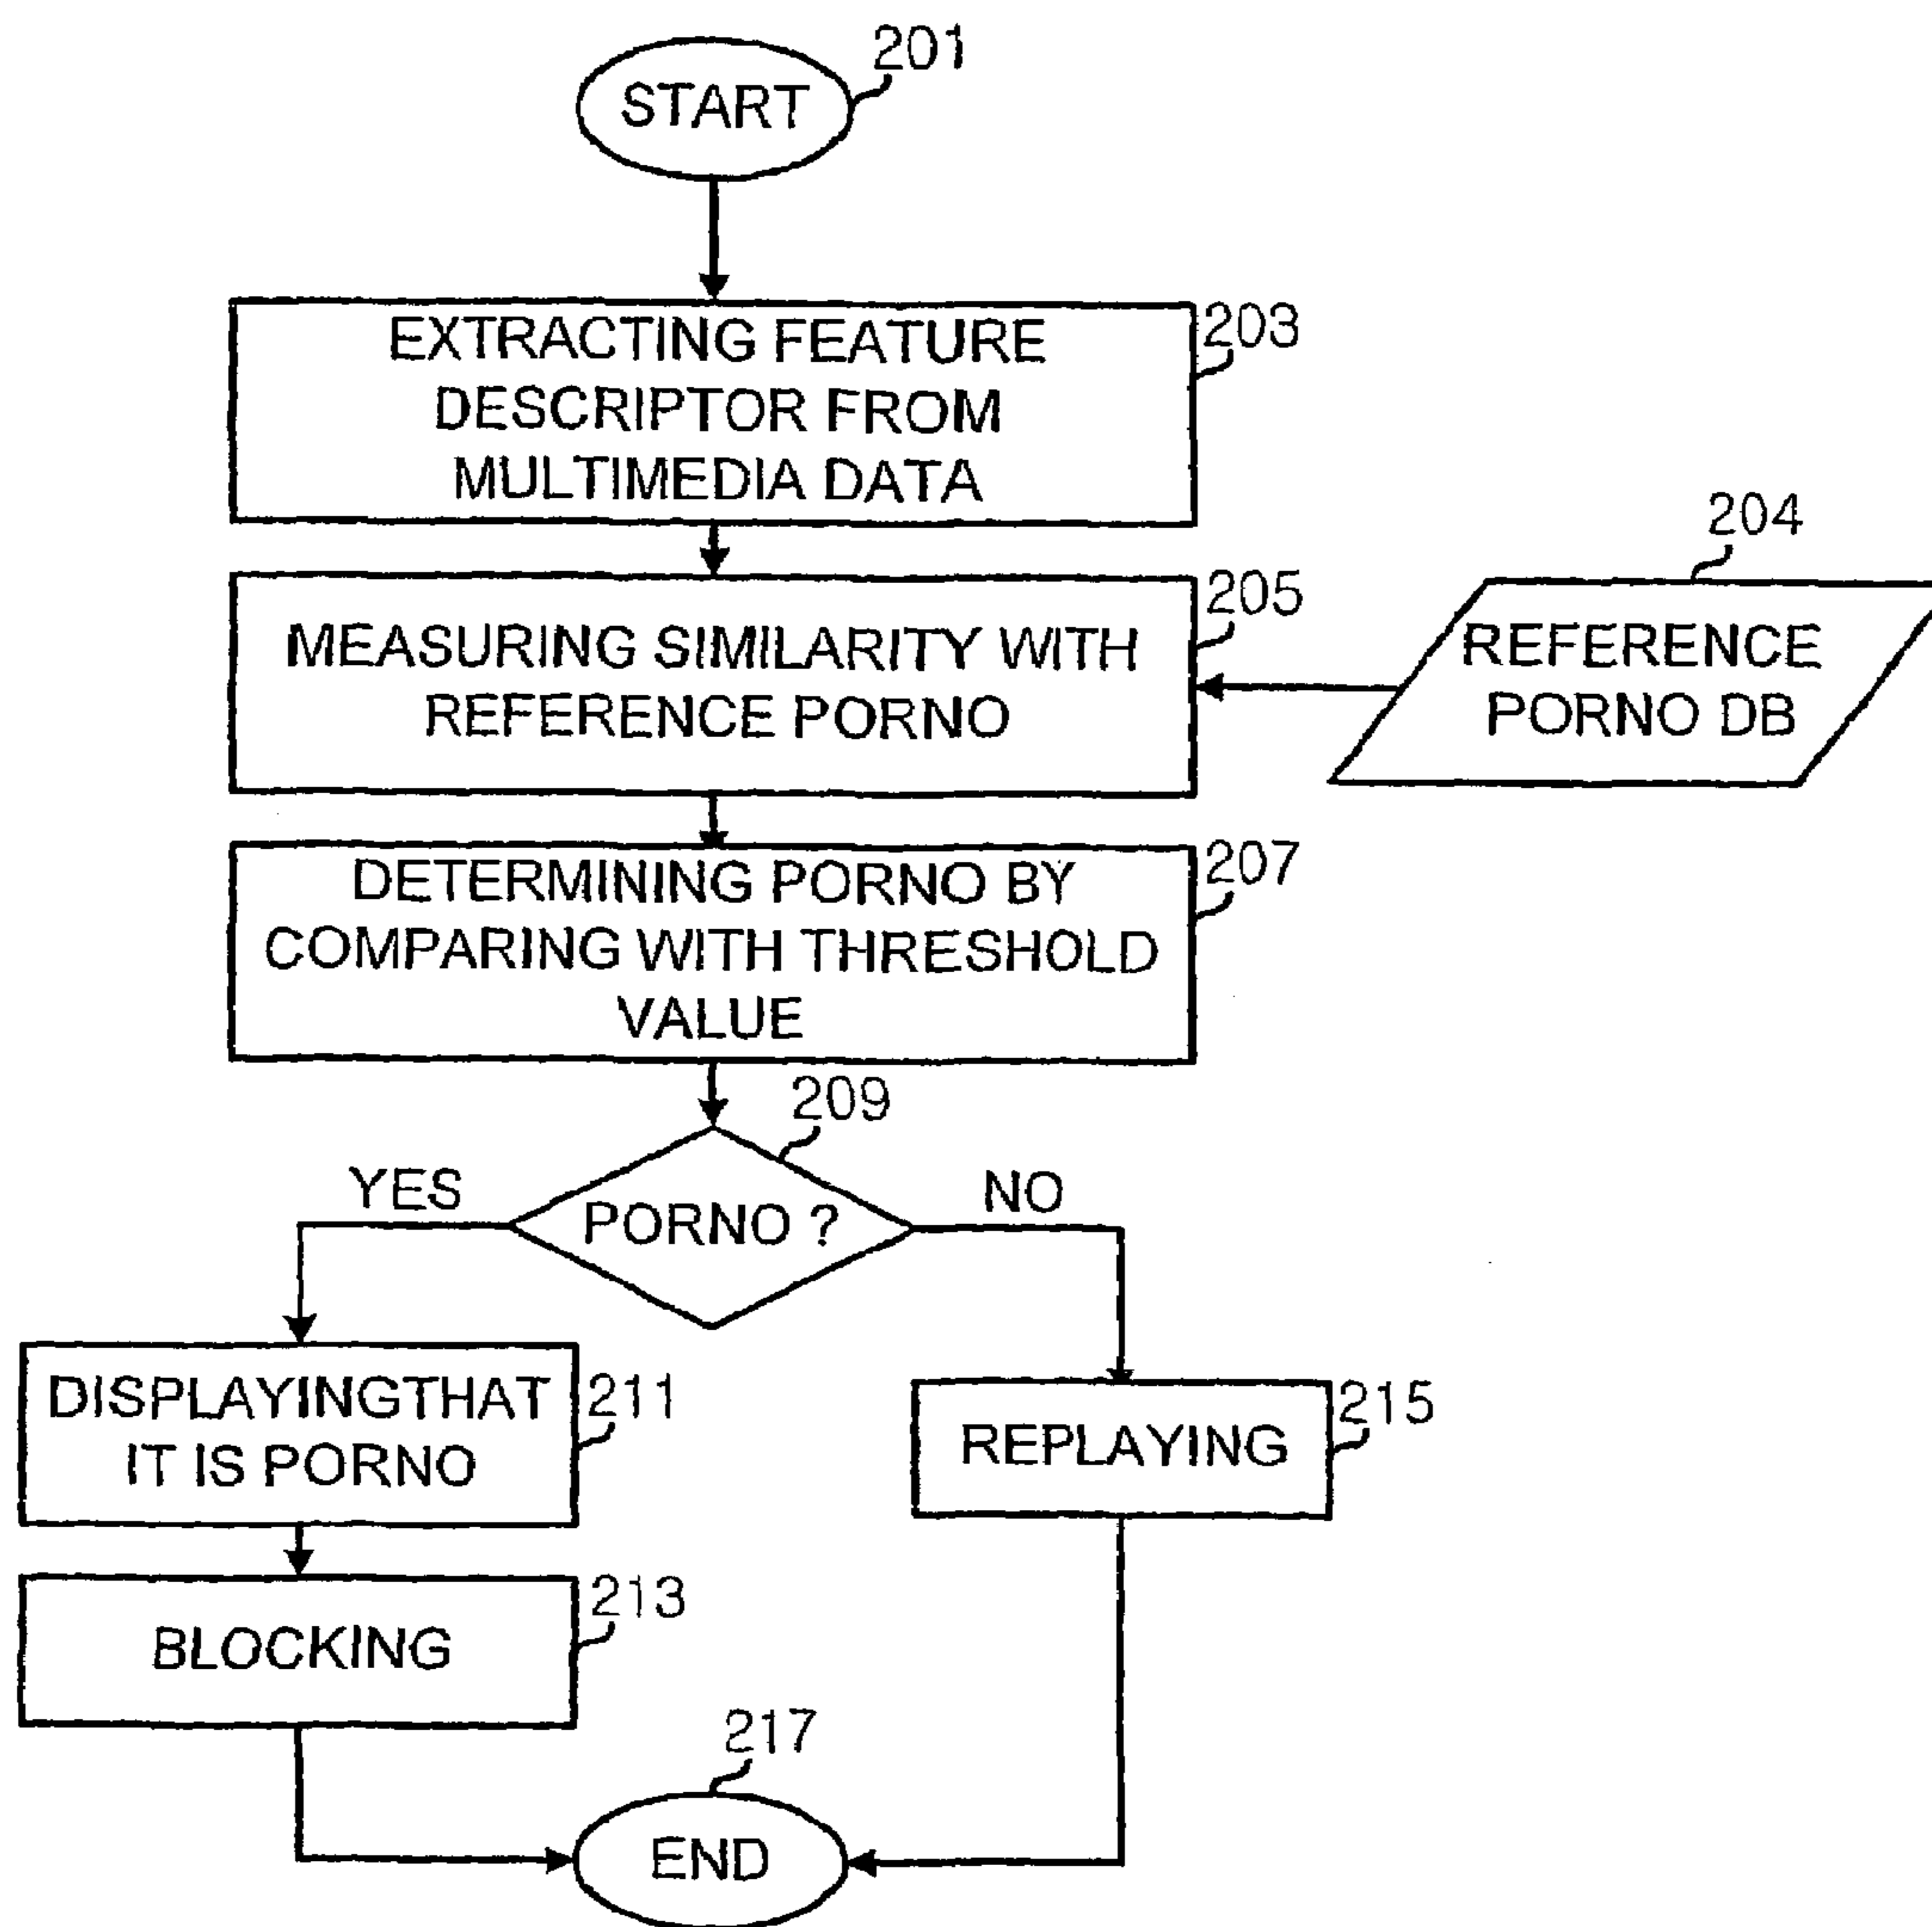 START
201
EXTRACTING FEATURE
DESCRIPTOR FROM
MULTIMEDIA DATA
203
204
MEASURING SIMILARITY WITH
REFERENCE PORNO
205
REFERENCE
PORNO DB
DETERMINING PORNO BY
COMPARING WITH THRESHOLD
VALUE
207
209
YES
PORNO ?
NO
DISPLAYINGTHAT
IT IS PORNO
211
REPLAYING
215
BLOCKING
213
217
END